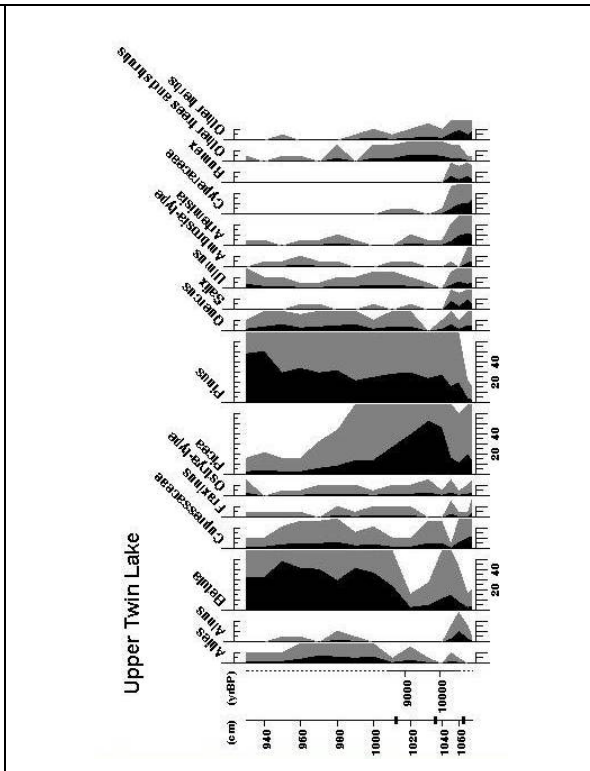 Upper Twin Lake
(cm)
(yrBP)
Abies
Alnus
Betula
Cupressaceae
Fraxinus
Ostrya-type
Picea
Pinus
Quercus
Salix
Ulmus
Ambrosia-type
Artemisia
Cyperaceae
Rumex
Other trees and shrubs
Other herbs
940
960
980
1000
1020
1040
1060
9000
10000
20 40
20 40
20 40